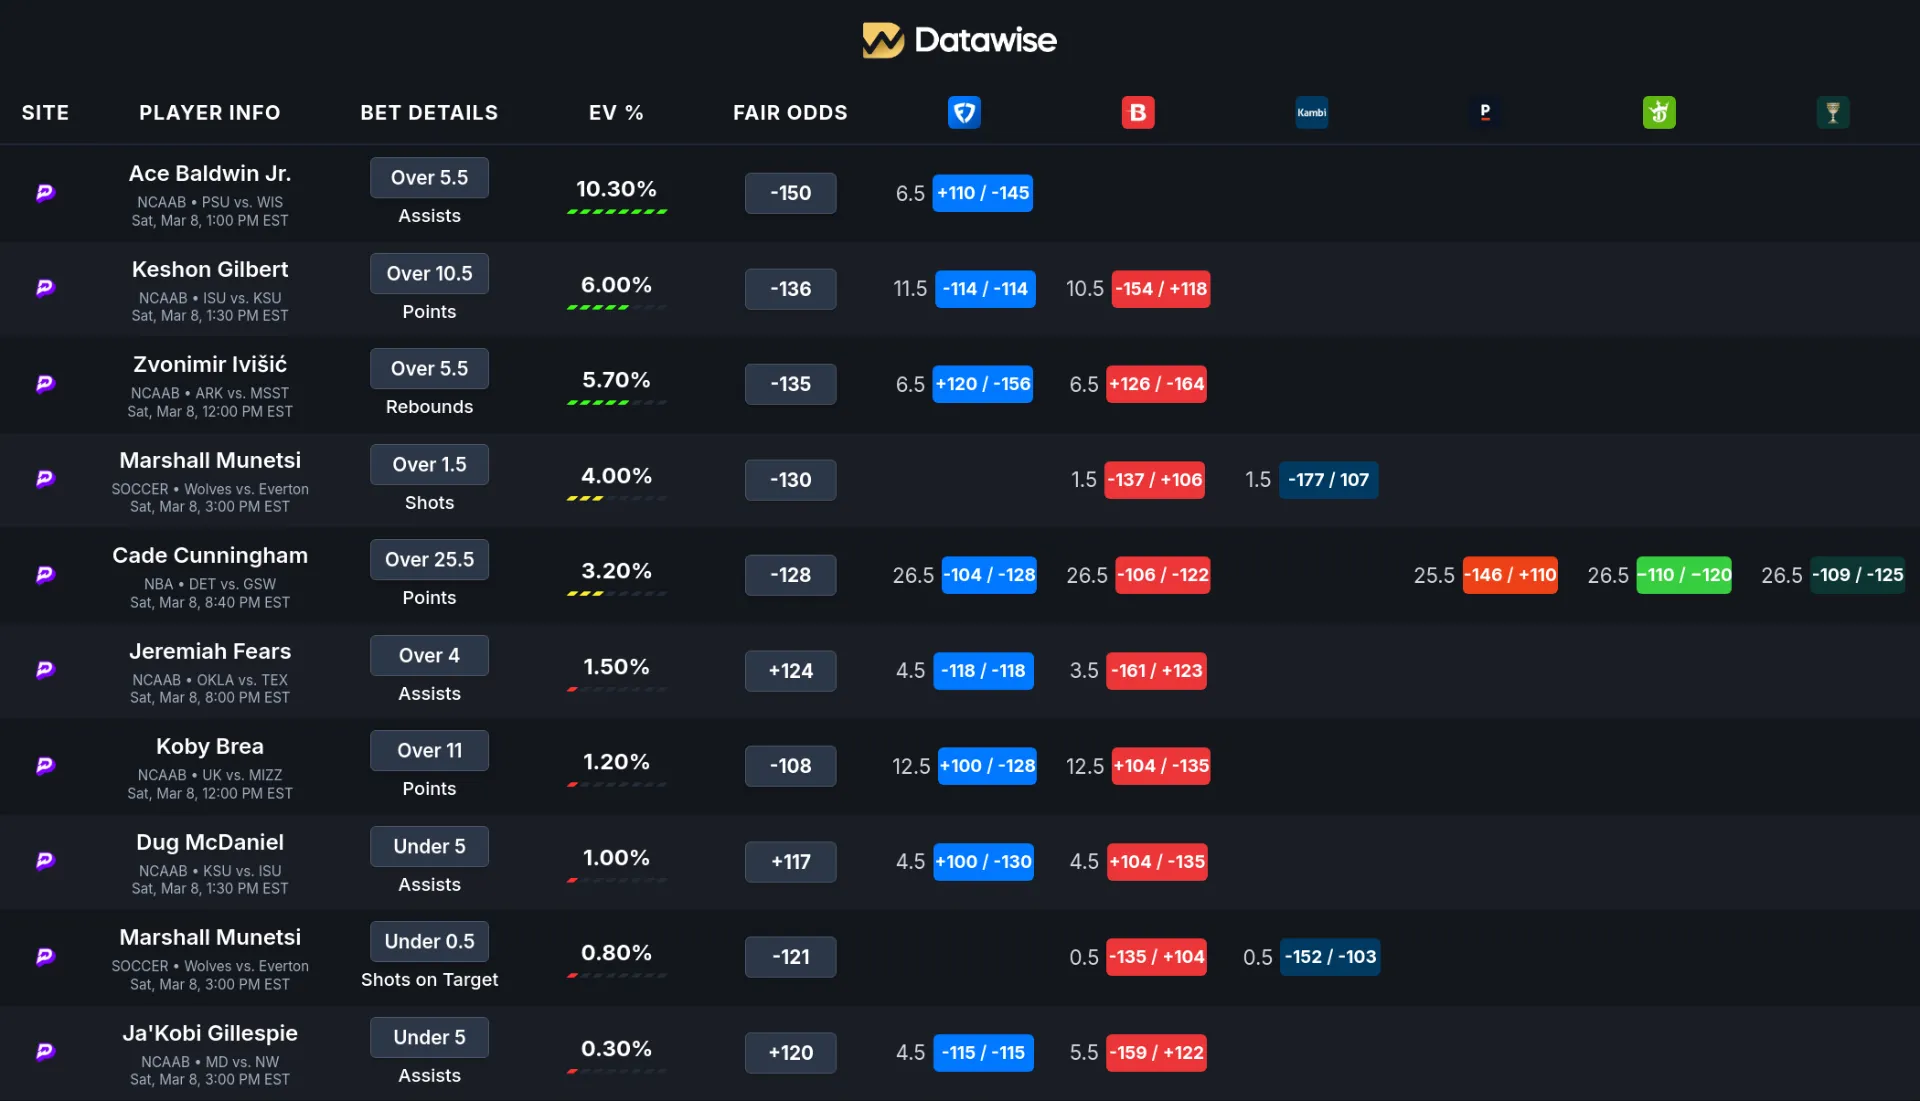 Datawise
SITE PLAYER INFO BET DETAILS EV % FAIR ODDS B Kambi P
Ace Baldwin Jr.
NCAAB • PSU vs. WIS
Sat, Mar 8, 1:00 PM EST
Over 5.5
Assists
10.30%
-150
6.5 +110 / -145
Keshon Gilbert
NCAAB • ISU vs. KSU
Sat, Mar 8, 1:30 PM EST
Over 10.5
Points
6.00%
-136
11.5 -114 / -114
10.5 -154 / +118
Zvonimir Ivišić
NCAAB • ARK vs. MSST
Sat, Mar 8, 12:00 PM EST
Over 5.5
Rebounds
5.70%
-135
6.5 +120 / -156
6.5 +126 / -164
Marshall Munetsi
SOCCER • Wolves vs. Everton
Sat, Mar 8, 3:00 PM EST
Over 1.5
Shots
4.00%
-130
1.5 -137 / +106
1.5 -177 / 107
Cade Cunningham
NBA • DET vs. GSW
Sat, Mar 8, 8:40 PM EST
Over 25.5
Points
3.20%
-128
26.5 -104 / -128
26.5 -106 / -122
25.5 -146 / +110
26.5 −110 / −120
26.5 -109 / -125
Jeremiah Fears
NCAAB • OKLA vs. TEX
Sat, Mar 8, 8:00 PM EST
Over 4
Assists
1.50%
+124
4.5 -118 / -118
3.5 -161 / +123
Koby Brea
NCAAB • UK vs. MIZZ
Sat, Mar 8, 12:00 PM EST
Over 11
Points
1.20%
-108
12.5 +100 / -128
12.5 +104 / -135
Dug McDaniel
NCAAB • KSU vs. ISU
Sat, Mar 8, 1:30 PM EST
Under 5
Assists
1.00%
+117
4.5 +100 / -130
4.5 +104 / -135
Marshall Munetsi
SOCCER • Wolves vs. Everton
Sat, Mar 8, 3:00 PM EST
Under 0.5
Shots on Target
0.80%
-121
0.5 -135 / +104
0.5 -152 / -103
Ja'Kobi Gillespie
NCAAB • MD vs. NW
Sat, Mar 8, 3:00 PM EST
Under 5
Assists
0.30%
+120
4.5 -115 / -115
5.5 -159 / +122